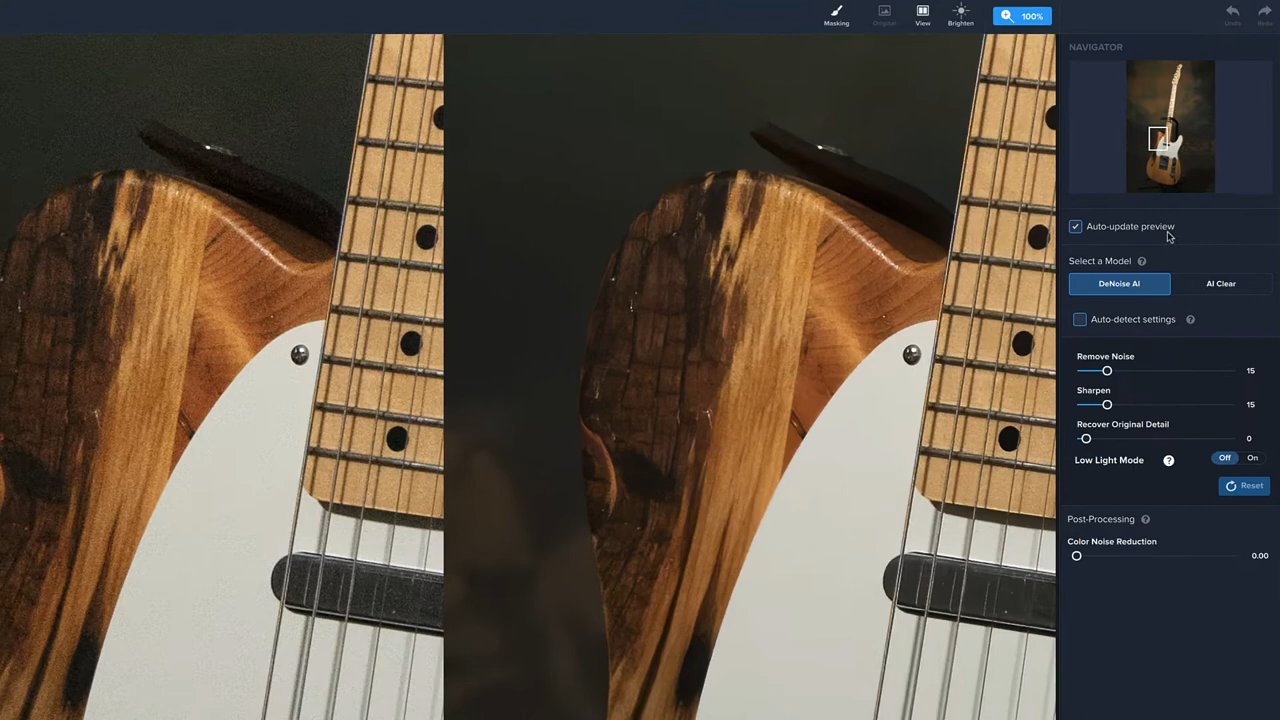 Masking
Original
View
Brighten
100%
Undo
Redo
NAVIGATOR
Auto-update preview
Select a Model ?
DeNoise AI
AI Clear
Auto-detect settings ?
Remove Noise
15
Sharpen
15
Recover Original Detail
0
Low Light Mode ?
Off On
Reset
Post-Processing ?
Color Noise Reduction
0.00